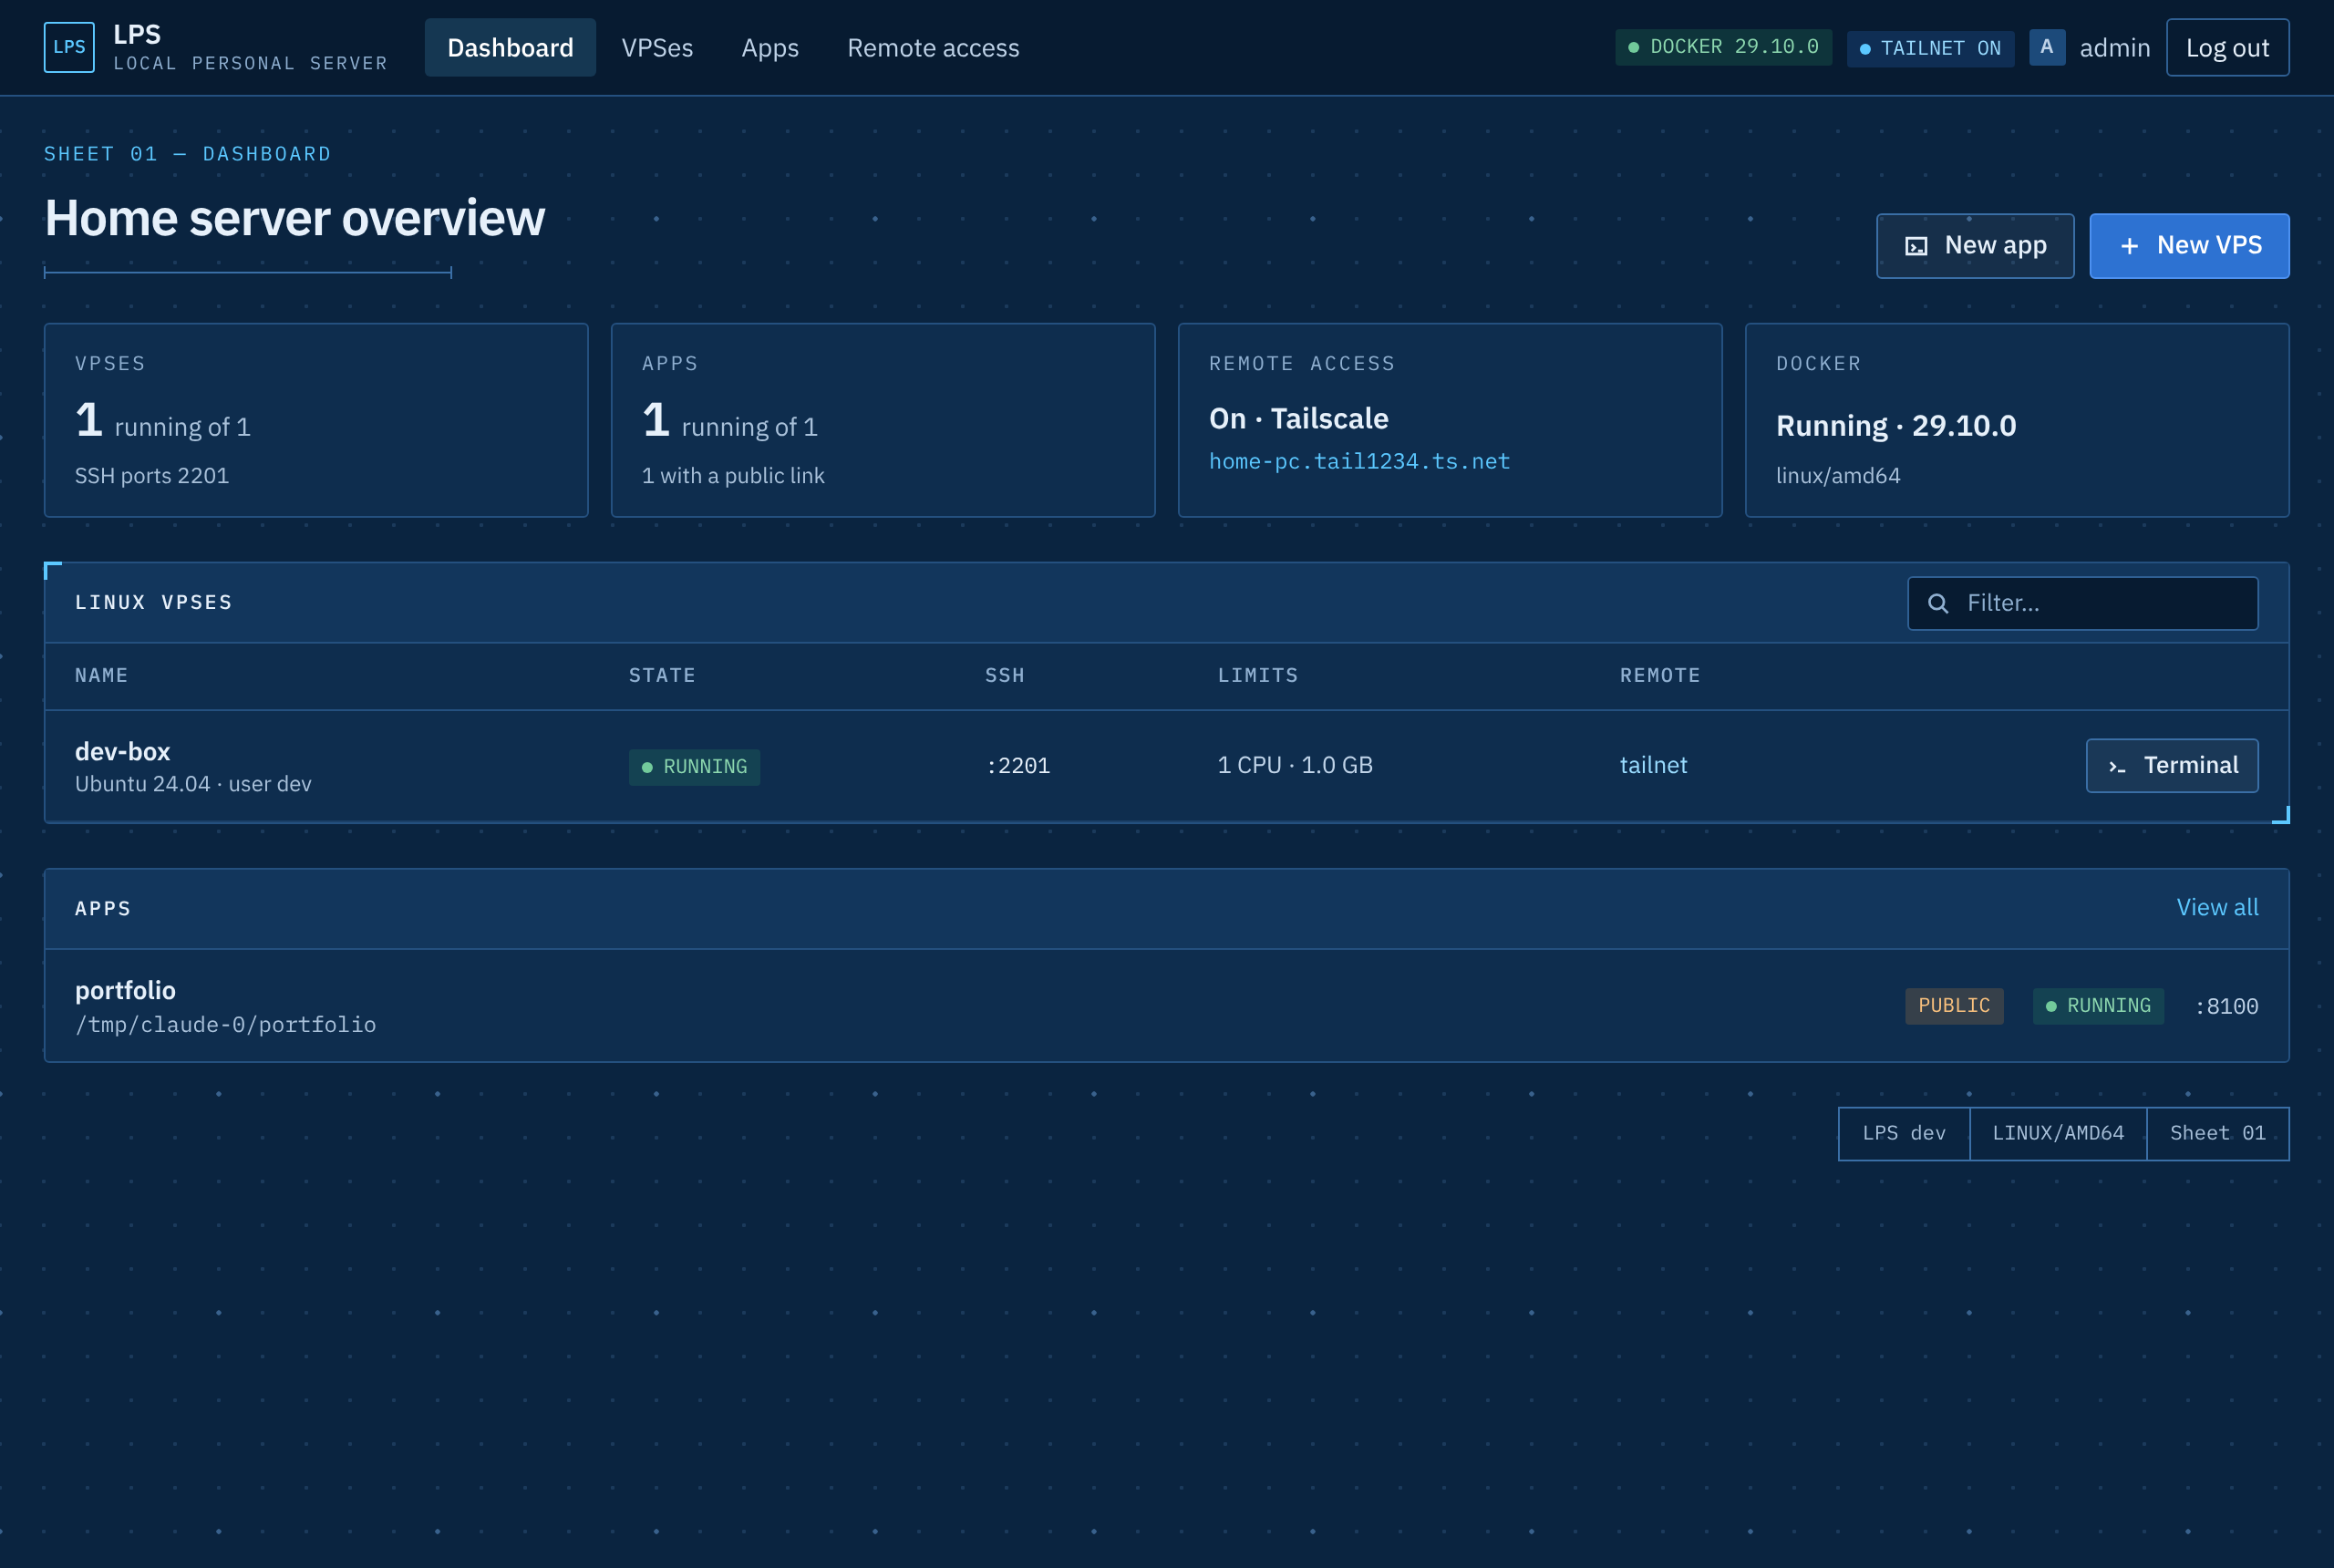 LPS
LPS
LOCAL PERSONAL SERVER
Dashboard
VPSes
Apps
Remote access
DOCKER 29.10.0
TAILNET ON
A
admin
Log out
SHEET 01 — DASHBOARD
Home server overview
New app
New VPS
VPSES
1 running of 1
SSH ports 2201
APPS
1 running of 1
1 with a public link
REMOTE ACCESS
On · Tailscale
home-pc.tail1234.ts.net
DOCKER
Running · 29.10.0
linux/amd64
LINUX VPSES
Filter...
NAME
STATE
SSH
LIMITS
REMOTE
dev-box
Ubuntu 24.04 · user dev
RUNNING
:2201
1 CPU · 1.0 GB
tailnet
Terminal
APPS
View all
portfolio
/tmp/claude-0/portfolio
PUBLIC
RUNNING
:8100
LPS dev
LINUX/AMD64
Sheet 01